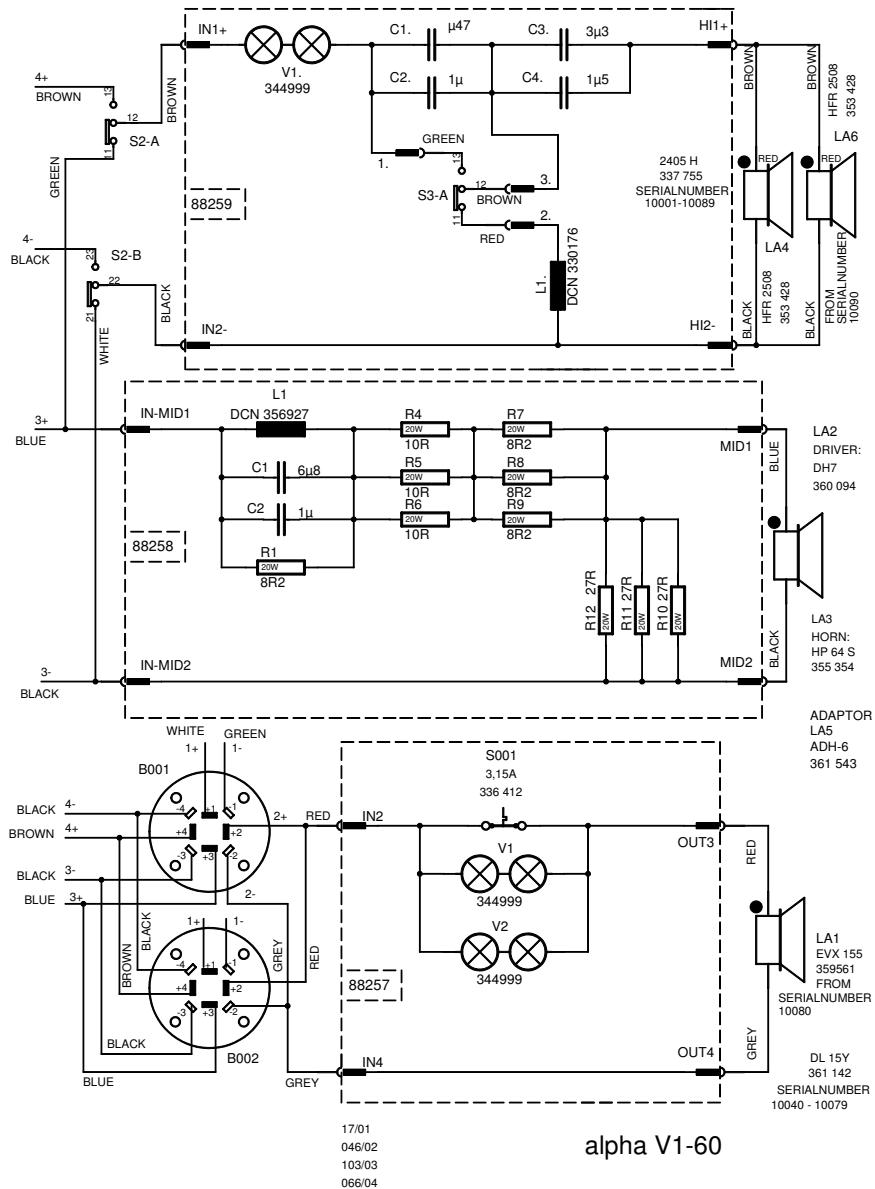 IN1+
V1.
344999
C1.
µ47
C2.
1µ
C3.
3µ3
C4.
1µ5
HI1+
4+
BROWN
13
12
11
S2-A
BROWN
GREEN
GREEN
1.
13
12
11
S3-A
BROWN
3.
2.
RED
88259
L1.
DCN 330176
2405 H
337 755
SERIALNUMBER
10001-10089
BROWN
BROWN
HFR 2508
353 428
LA6
RED
RED
LA4
HFR 2508
353 428
BLACK
BLACK
FROM
SERIALNUMBER
10090
4-
BLACK
23
22
21
S2-B
WHITE
BLACK
IN2-
HI2-
3+
BLUE
IN-MID1
L1
DCN 356927
C1
6µ8
C2
1µ
R1
20W
8R2
R4
20W
10R
R5
20W
10R
R6
20W
10R
R7
20W
8R2
R8
20W
8R2
R9
20W
8R2
R12 27R
20W
R11 27R
20W
R10 27R
20W
88258
MID1
BLUE
LA2
DRIVER:
DH7
360 094
LA3
HORN:
HP 64 S
355 354
BLACK
3-
BLACK
IN-MID2
MID2
ADAPTOR
LA5
ADH-6
361 543
WHITE
GREEN
1+
1-
B001
BLACK
4-
BROWN
4+
BLACK
3-
BLUE
3+
-4
+1
-1
+4
+2
-3
+3
-2
2+
RED
2-
1+
1-
BLACK
BROWN
GREY
RED
-4
+1
-1
+4
+2
-3
+3
-2
BLACK
BLUE
B002
GREY
IN2
S001
3,15A
336 412
V1
344999
V2
344999
88257
IN4
OUT3
OUT4
RED
GREY
LA1
EVX 155
359561
FROM
SERIALNUMBER
10080
DL 15Y
361 142
SERIALNUMBER
10040 - 10079
17/01
046/02
103/03
066/04
alpha V1-60